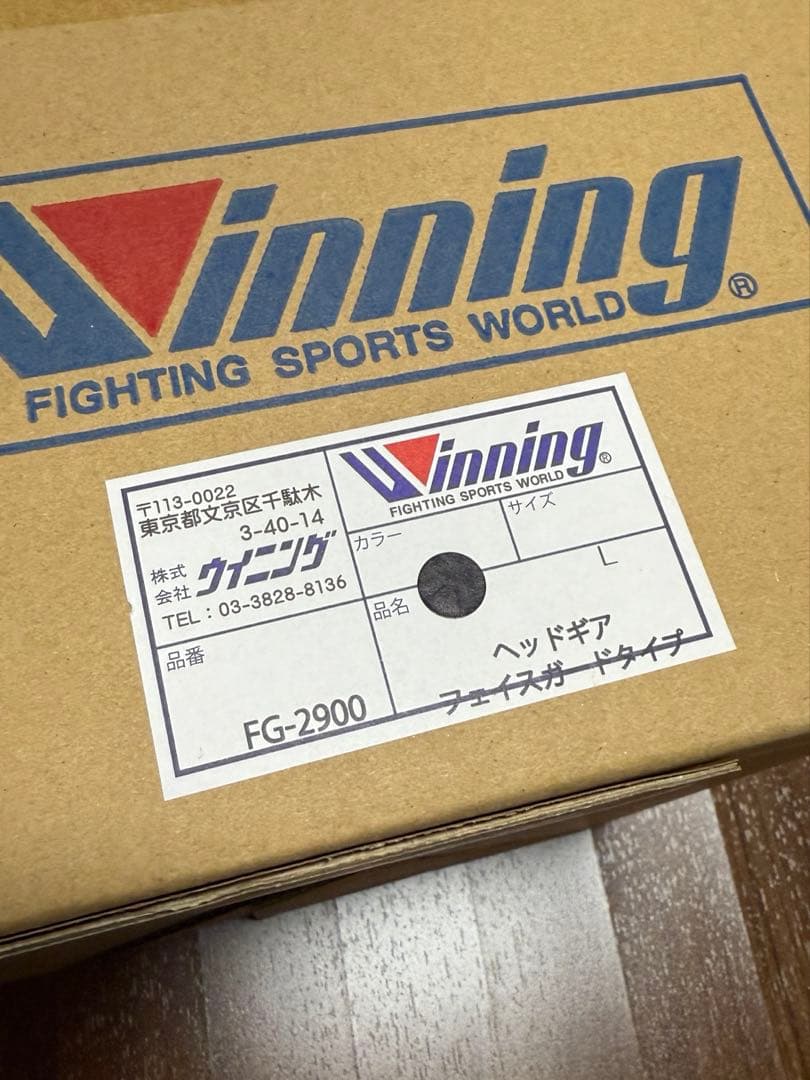 Winning
FIGHTING SPORTS WORLD®
〒113-0022
東京都文京区千駄木
3-40-14
株式会社 ウイニング
TEL : 03-3828-8136
Winning®
FIGHTING SPORTS WORLD
カラー
サイズ
L
品番
FG-2900
品名
ヘッドギア
フェイスガードタイプ